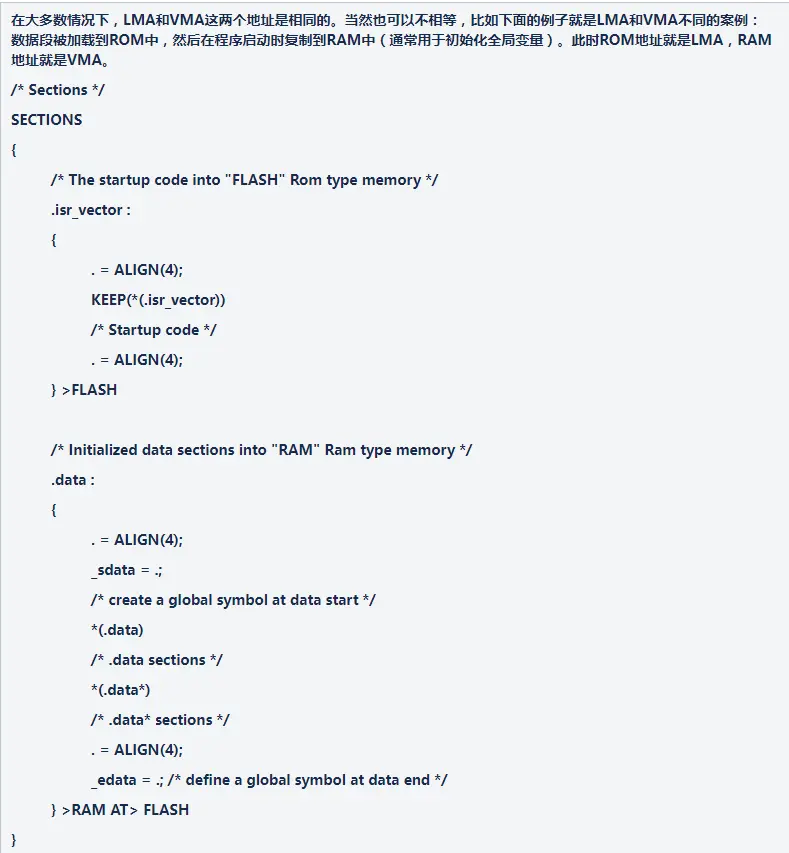 在大多数情况下，LMA和VMA这两个地址是相同的。当然也可以不相等，比如下面的例子就是LMA和VMA不同的案例：
数据段被加载到ROM中，然后在程序启动时复制到RAM中（通常用于初始化全局变量）。此时ROM地址就是LMA，RAM
地址就是VMA。
/* Sections */
SECTIONS
{
/* The startup code into "FLASH" Rom type memory */
.isr_vector :
{
. = ALIGN(4);
KEEP(*(.isr_vector))
/* Startup code */
. = ALIGN(4);
} >FLASH
/* Initialized data sections into "RAM" Ram type memory */
.data :
{
. = ALIGN(4);
_sdata = .;
/* create a global symbol at data start */
*(.data)
/* .data sections */
*(.data*)
/* .data* sections */
. = ALIGN(4);
_edata = .; /* define a global symbol at data end */
} >RAM AT> FLASH
}